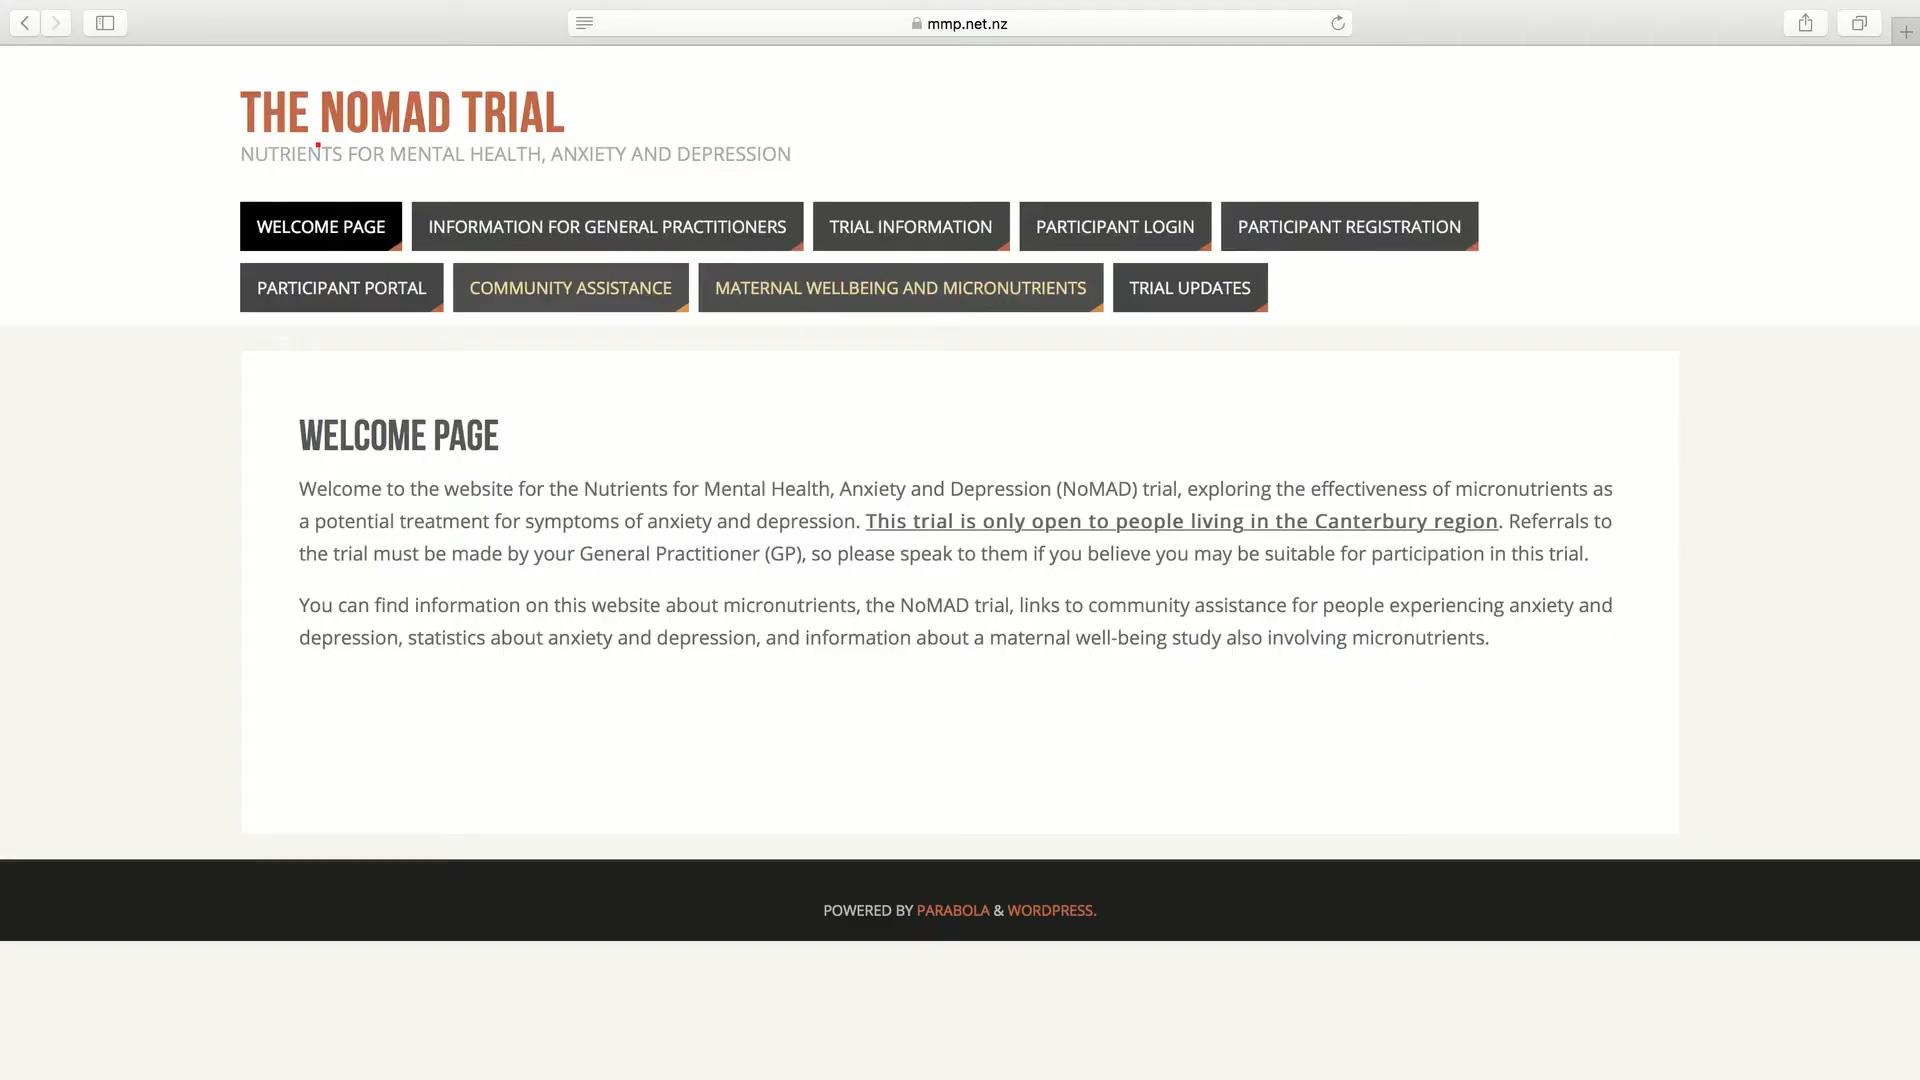 mmp.net.nz
THE NOMAD TRIAL
NUTRIENTS FOR MENTAL HEALTH, ANXIETY AND DEPRESSION
WELCOME PAGE INFORMATION FOR GENERAL PRACTITIONERS TRIAL INFORMATION PARTICIPANT LOGIN PARTICIPANT REGISTRATION
PARTICIPANT PORTAL COMMUNITY ASSISTANCE MATERNAL WELLBEING AND MICRONUTRIENTS TRIAL UPDATES
WELCOME PAGE
Welcome to the website for the Nutrients for Mental Health, Anxiety and Depression (NoMAD) trial, exploring the effectiveness of micronutrients as
a potential treatment for symptoms of anxiety and depression. This trial is only open to people living in the Canterbury region. Referrals to
the trial must be made by your General Practitioner (GP), so please speak to them if you believe you may be suitable for participation in this trial.
You can find information on this website about micronutrients, the NoMAD trial, links to community assistance for people experiencing anxiety and
depression, statistics about anxiety and depression, and information about a maternal well-being study also involving micronutrients.
POWERED BY PARABOLA & WORDPRESS.